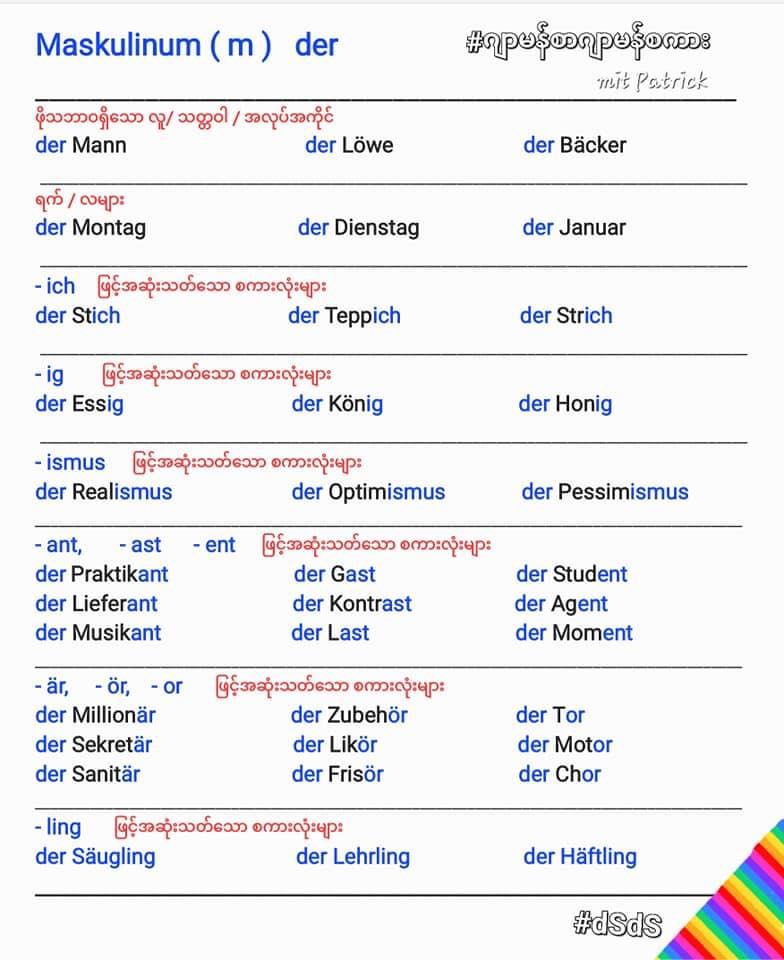 Maskulinum ( m )   der
#ဂျာမန်စာဂျာမန်စကား
mit Patrick
ဖိုသဘာဝရှိသော လူ/ သတ္တဝါ / အလုပ်အကိုင်
der Mann der Löwe der Bäcker
ရက် / လများ
der Montag der Dienstag der Januar
- ich ဖြင့်အဆုံးသတ်သော စကားလုံးများ
der Stich der Teppich der Strich
- ig ဖြင့်အဆုံးသတ်သော စကားလုံးများ
der Essig der König der Honig
- ismus ဖြင့်အဆုံးသတ်သော စကားလုံးများ
der Realismus der Optimismus der Pessimismus
- ant, - ast - ent ဖြင့်အဆုံးသတ်သော စကားလုံးများ
der Praktikant der Gast der Student
der Lieferant der Kontrast der Agent
der Musikant der Last der Moment
- är, - ör, - or ဖြင့်အဆုံးသတ်သော စကားလုံးများ
der Millionär der Zubehör der Tor
der Sekretär der Likör der Motor
der Sanitär der Frisör der Chor
- ling ဖြင့်အဆုံးသတ်သော စကားလုံးများ
der Säugling der Lehrling der Häftling
#dSdS